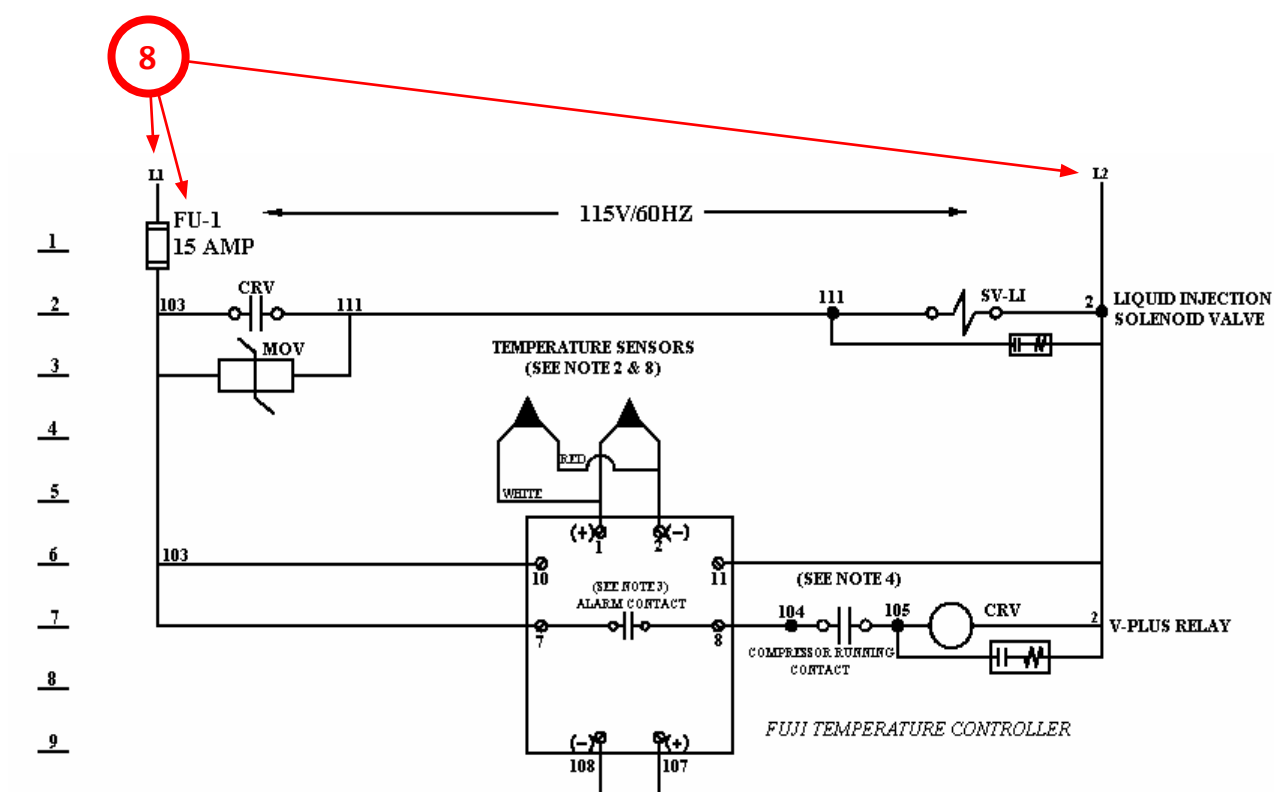 8
L1
L2
FU-1
15 AMP
115V/60HZ
1
CRV
2
103
111
111
SV-LI
2
LIQUID INJECTION
SOLENOID VALVE
MOV
3
TEMPERATURE SENSORS
(SEE NOTE 2 & 8)
4
RED
5
WHITE
(+)
1
2
(-)
6
103
10
11
(SEE NOTE 3)
ALARM CONTACT
(SEE NOTE 4)
7
7
8
104
105
CRV
2
V-PLUS RELAY
COMPRESSOR RUNNING
CONTACT
8
FUJI TEMPERATURE CONTROLLER
9
(-)
(+)
108
107